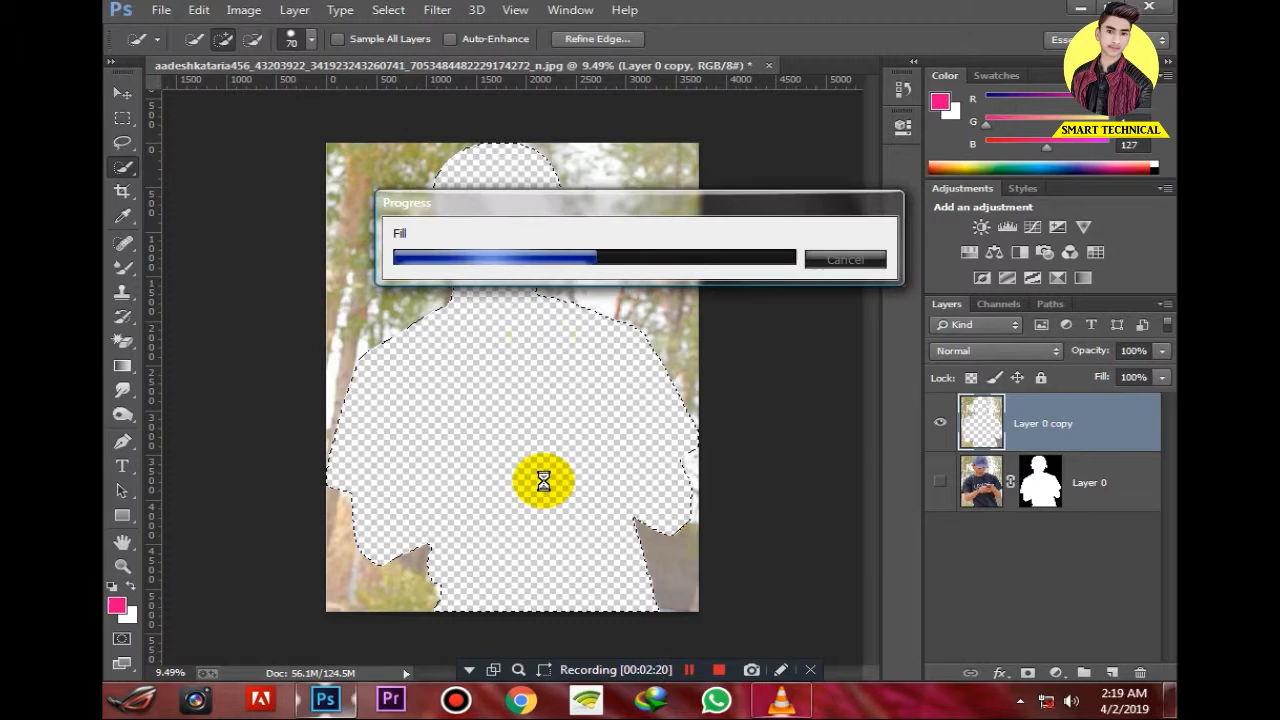 Ps File Edit Image Layer Type Select Filter 3D View Window Help
70 Sample All Layers Auto-Enhance Refine Edge... Esse
aadeshkataria456_43203922_341923243260741_7053484482229174272_n.jpg @ 9.49% (Layer 0 copy, RGB/8#) * ×
1500 1000 500 0 500 1000 1500 2000 2500 3000 3500 4000 4500 5000
Color Swatches
R
G
B 127
SMART TECHNICAL
Adjustments Styles
Add an adjustment
Progress
Fill
Cancel
Layers Channels Paths
Kind
Normal Opacity: 100%
Lock: Fill: 100%
Layer 0 copy
Layer 0
9.49% Doc: 56.1M/124.5M
Recording [00:02:20]
Ps Pr
2:19 AM
4/2/2019